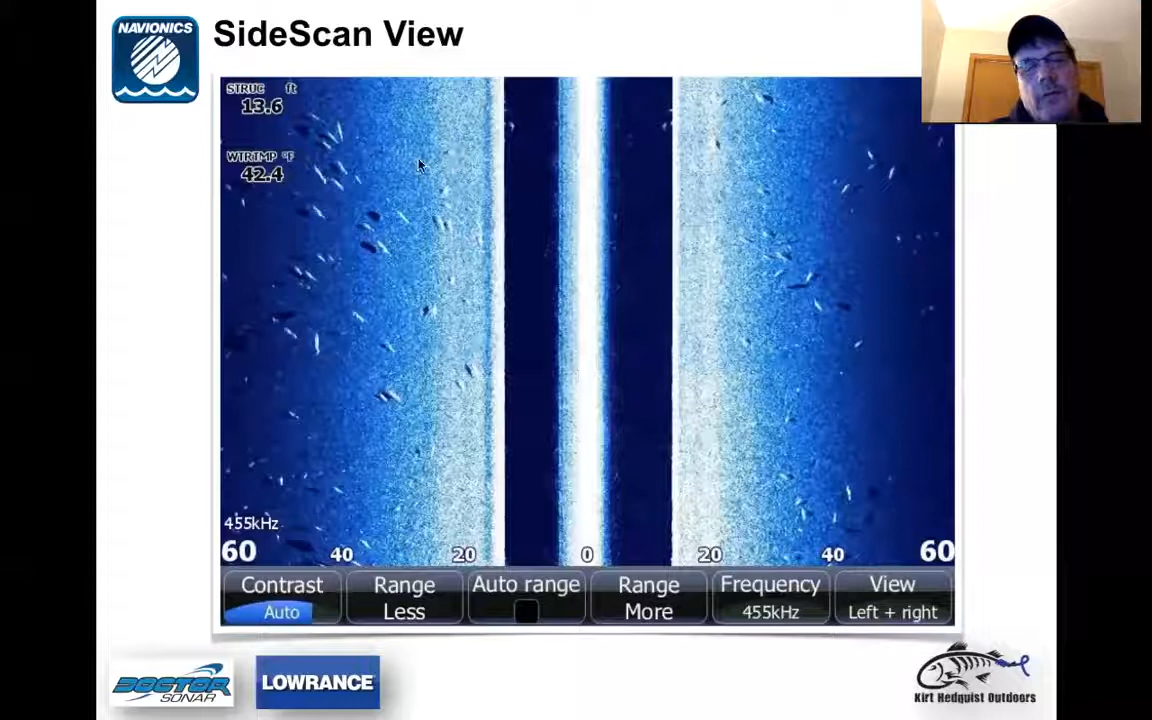 NAVIONICS
SideScan View
STRUC ft
13.6
WTRTMP °F
42.4
455kHz
60 40 20 0 20 40 60
Contrast Range Auto range Range Frequency View
Auto Less More 455kHz Left + right
DOCTOR SONAR
LOWRANCE
Kirt Hedquist Outdoors